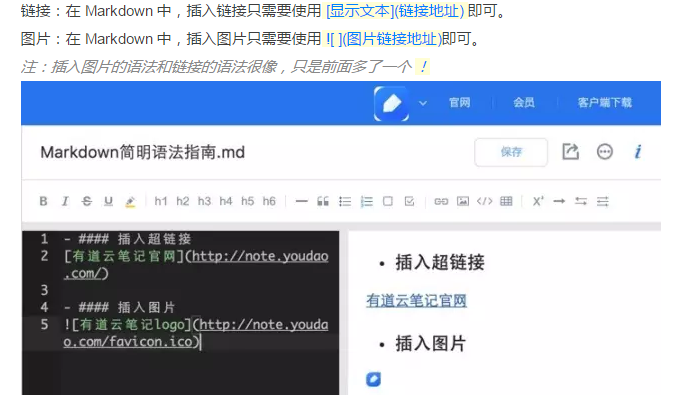 链接：在 Markdown 中，插入链接只需要使用 [显示文本](链接地址) 即可。
图片：在 Markdown 中，插入图片只需要使用 ![ ](图片链接地址)即可。
注：插入图片的语法和链接的语法很像，只是前面多了一个 ！
官网 会员 客户端下载
Markdown简明语法指南.md 保存 i
B I S U h1 h2 h3 h4 h5 h6 X²
1 - #### 插入超链接
2 [有道云笔记官网](http://note.youdao
.com/)
3
4 - #### 插入图片
5 ![有道云笔记logo](http://note.youda
o.com/favicon.ico)
• 插入超链接
有道云笔记官网
• 插入图片